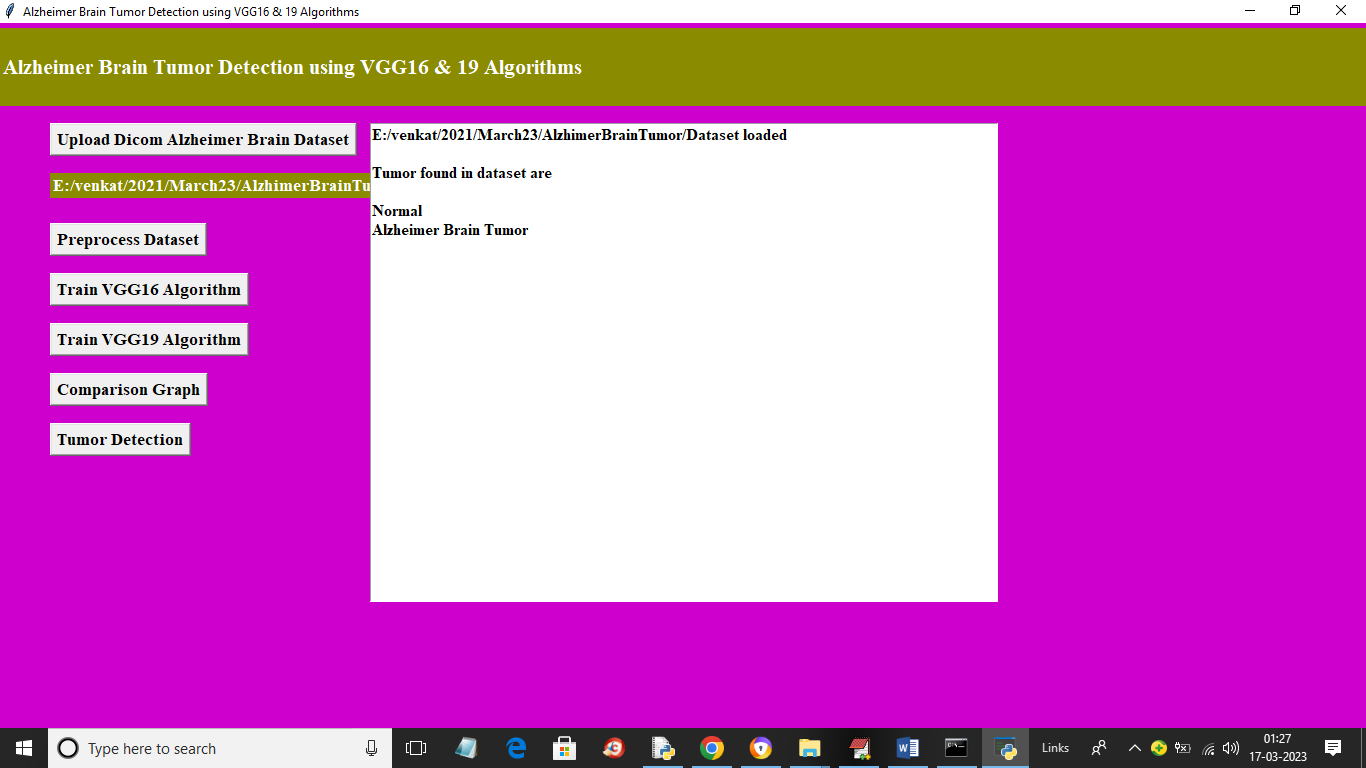 Alzheimer Brain Tumor Detection using VGG16 & 19 Algorithms
Alzheimer Brain Tumor Detection using VGG16 & 19 Algorithms
Upload Dicom Alzheimer Brain Dataset
E:/venkat/2021/March23/AlzhimerBrainTu
Preprocess Dataset
Train VGG16 Algorithm
Train VGG19 Algorithm
Comparison Graph
Tumor Detection
E:/venkat/2021/March23/AlzhimerBrainTumor/Dataset loaded
Tumor found in dataset are
Normal
Alzheimer Brain Tumor
Type here to search
Links
01:27
17-03-2023